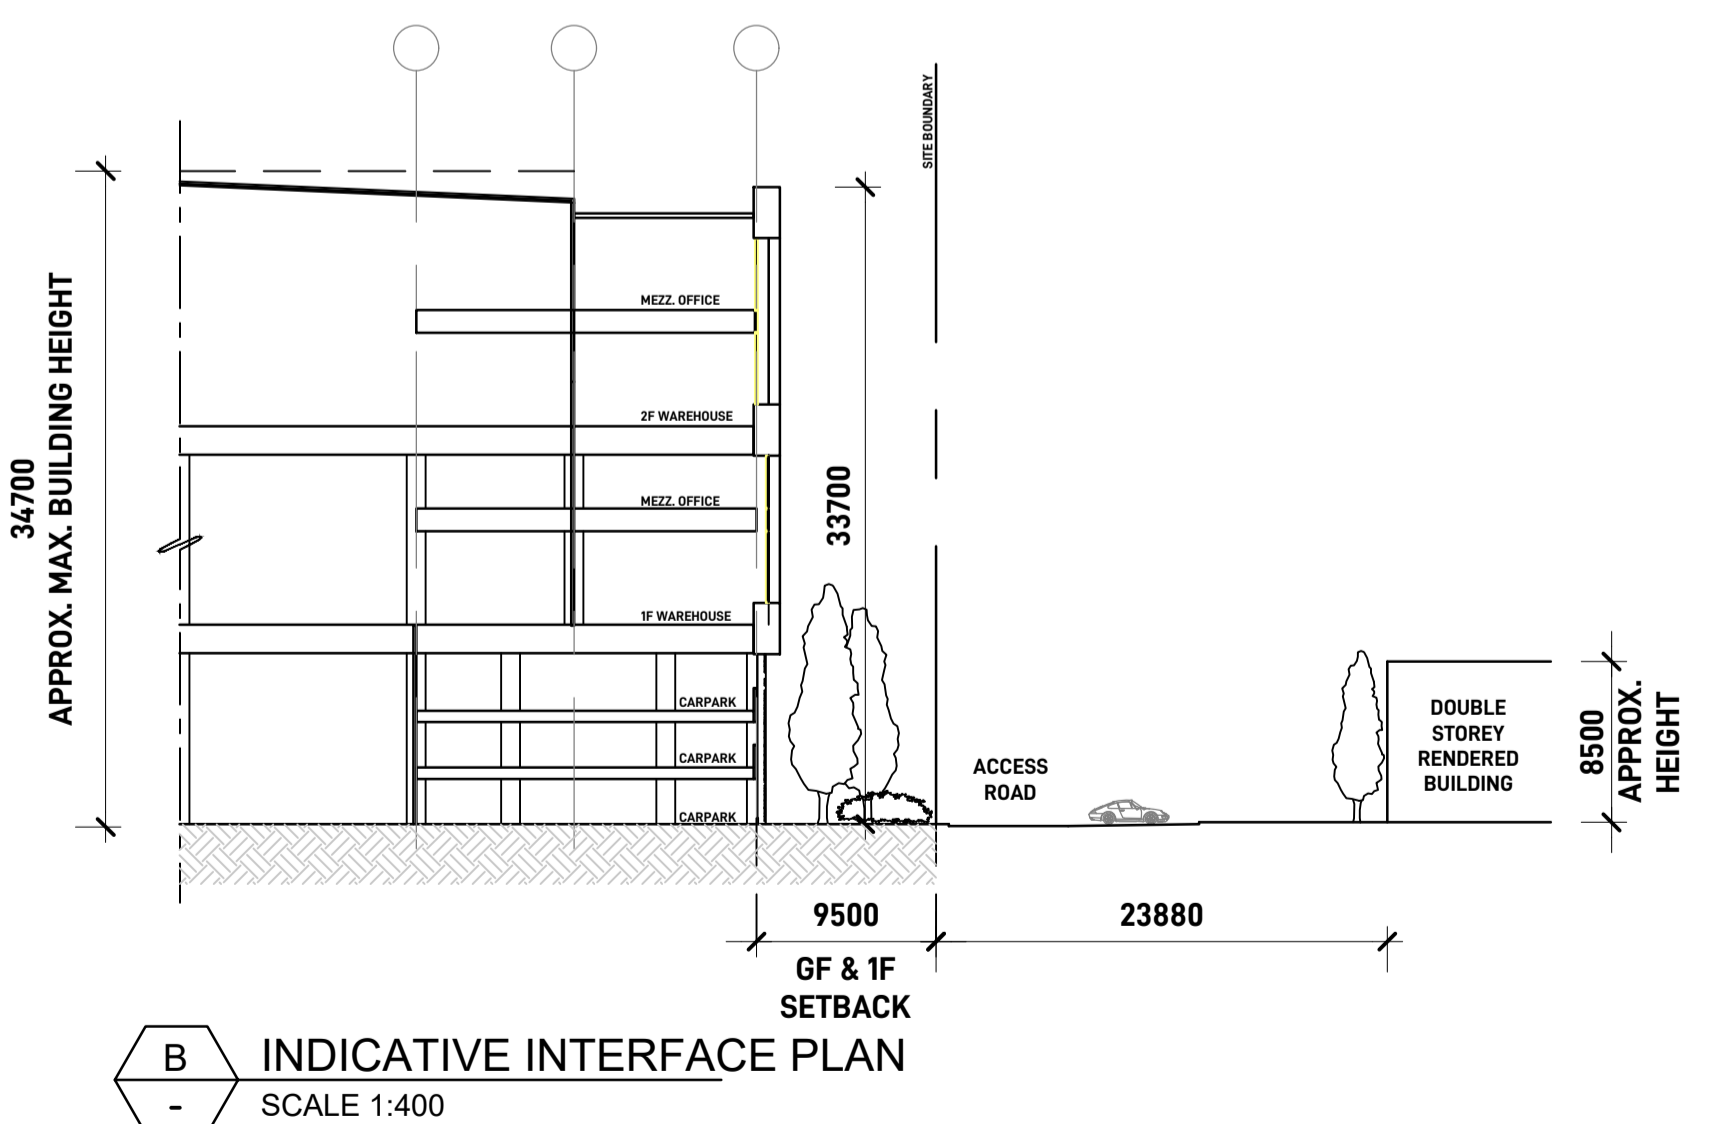 SITE BOUNDARY
34700
APPROX. MAX. BUILDING HEIGHT
MEZZ. OFFICE
2F WAREHOUSE
33700
MEZZ. OFFICE
1F WAREHOUSE
CARPARK
CARPARK
CARPARK
ACCESS
ROAD
DOUBLE
STOREY
RENDERED
BUILDING
8500
APPROX.
HEIGHT
9500
23880
GF & 1F
SETBACK
B
INDICATIVE INTERFACE PLAN
-
SCALE 1:400